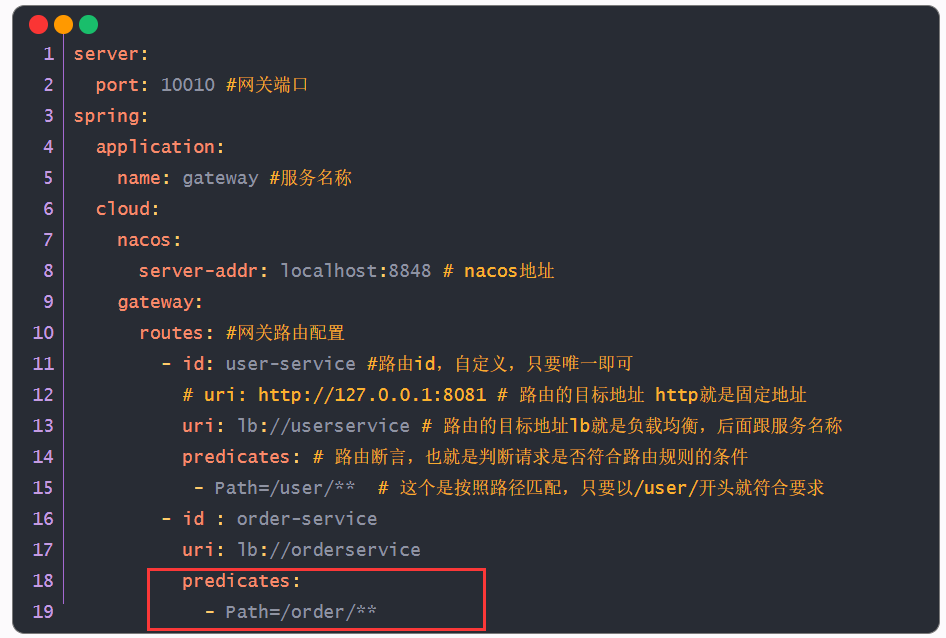 1 server:
2   port: 10010 #网关端口
3 spring:
4   application:
5     name: gateway #服务名称
6   cloud:
7     nacos:
8       server-addr: localhost:8848 # nacos地址
9     gateway:
10       routes: #网关路由配置
11         - id: user-service #路由id，自定义，只要唯一即可
12           # uri: http://127.0.0.1:8081 # 路由的目标地址 http就是固定地址
13           uri: lb://userservice # 路由的目标地址lb就是负载均衡，后面跟服务名称
14           predicates: # 路由断言，也就是判断请求是否符合路由规则的条件
15            - Path=/user/**  # 这个是按照路径匹配，只要以/user/开头就符合要求
16         - id : order-service
17           uri: lb://orderservice
18           predicates:
19             - Path=/order/**